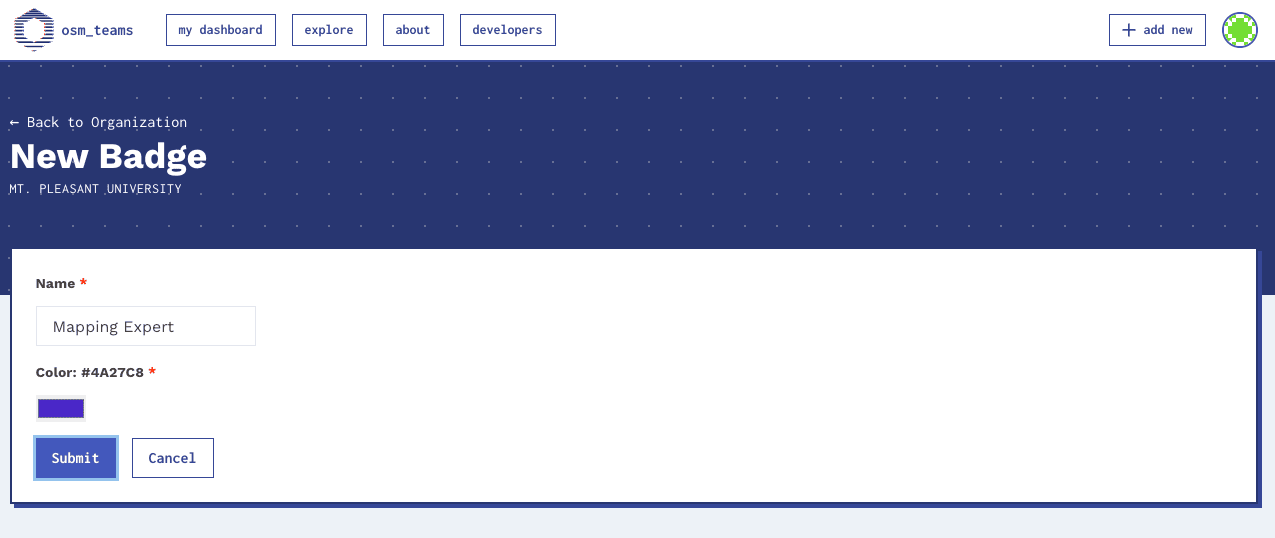 osm_teams
my dashboard
explore
about
developers
+ add new
← Back to Organization
New Badge
MT. PLEASANT UNIVERSITY
Name *
Mapping Expert
Color: #4A27C8 *
Submit
Cancel